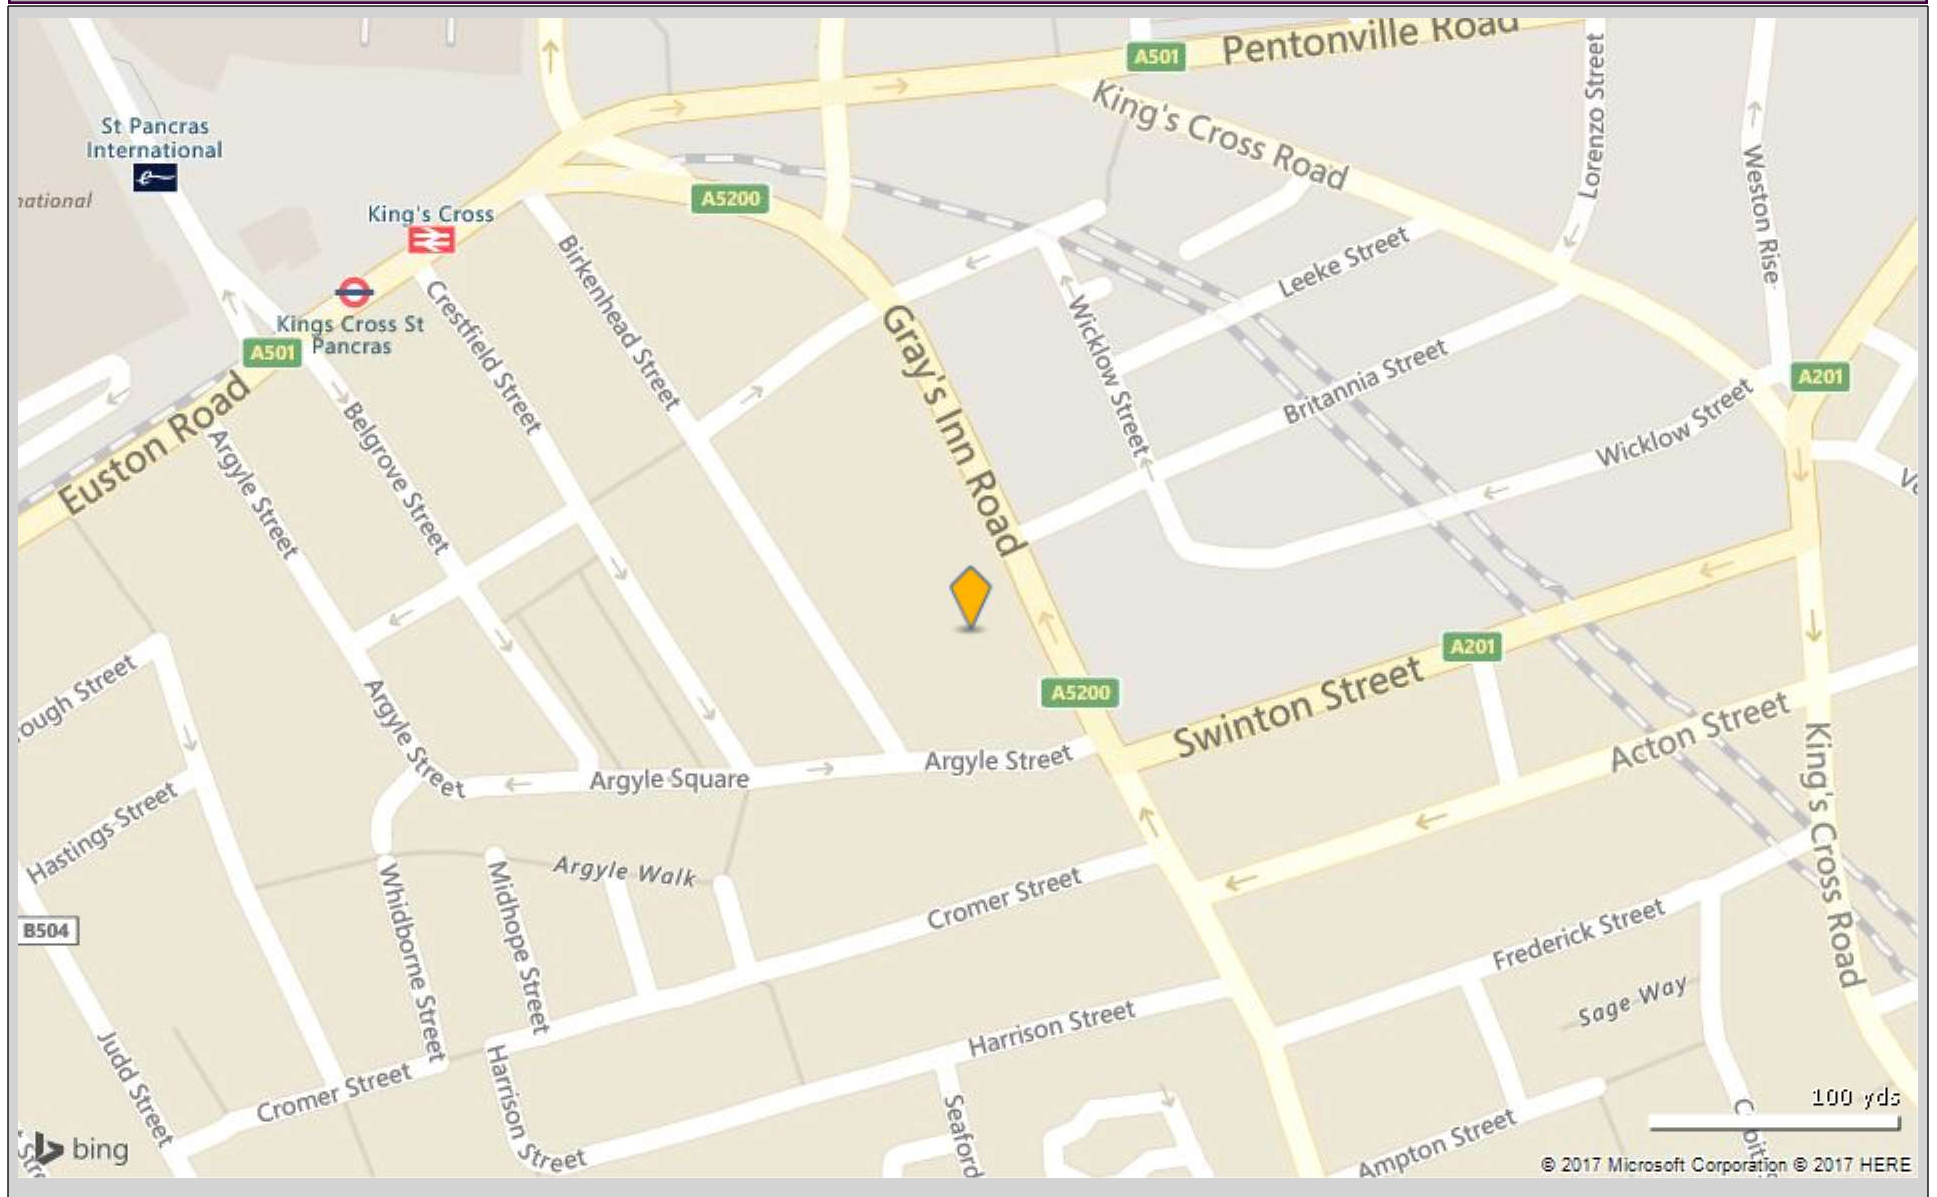 Pentonville Road
A501
King's Cross Road
Lorenzo Street
St Pancras
International
Weston Rise
national
A5200
King's Cross
Birkenhead Street
Leeke Street
Crestfield Street
Wicklow Street
Kings Cross St
Pancras
A501
Gray's Inn Road
Britannia Street
A201
Euston Road
Belgrove Street
Wicklow Street
Argyle Street
A201
ough Street
A5200
Swinton Street
Argyle Street
Acton Street
Argyle Street
Argyle Square
King's Cross Road
Hastings Street
Argyle Walk
Whidborne Street
Midhope Street
Cromer Street
B504
Frederick Street
Sage Way
Harrison Street
Judd Street
Cromer Street
Harrison Street
Seaford
100 yds
Ampton Street
bing
© 2017 Microsoft Corporation © 2017 HERE